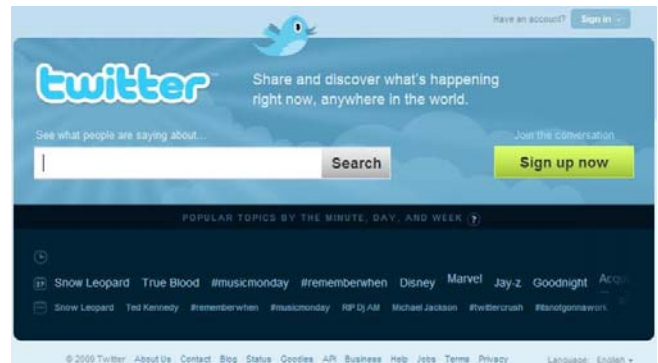 Have an account? Sign in
twitter
Share and discover what's happening
right now, anywhere in the world.
See what people are saying about...
Join the conversation
Search
Sign up now
POPULAR TOPICS BY THE MINUTE, DAY, AND WEEK ?
Snow Leopard True Blood #musicmonday #rememberwhen Disney Marvel Jay-z Goodnight
Snow Leopard Ted Kennedy #rememberwhen #musicmonday RIP Dj AM Michael Jackson #twittercrush #itsnotgonnawork
© 2009 Twitter About Us Contact Blog Status Goodies API Business Help Jobs Terms Privacy Language: English